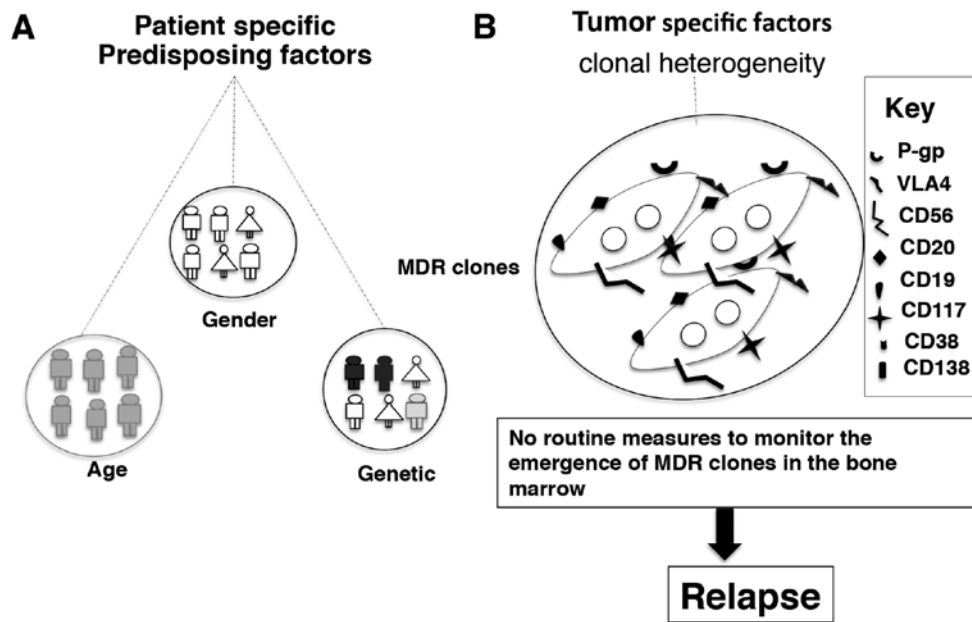 A
Patient specific
Predisposing factors
Gender
Age
Genetic
B
Tumor specific factors
clonal heterogeneity
MDR clones
Key
P-gp
VLA4
CD56
CD20
CD19
CD117
CD38
CD138
No routine measures to monitor the
emergence of MDR clones in the bone
marrow
Relapse